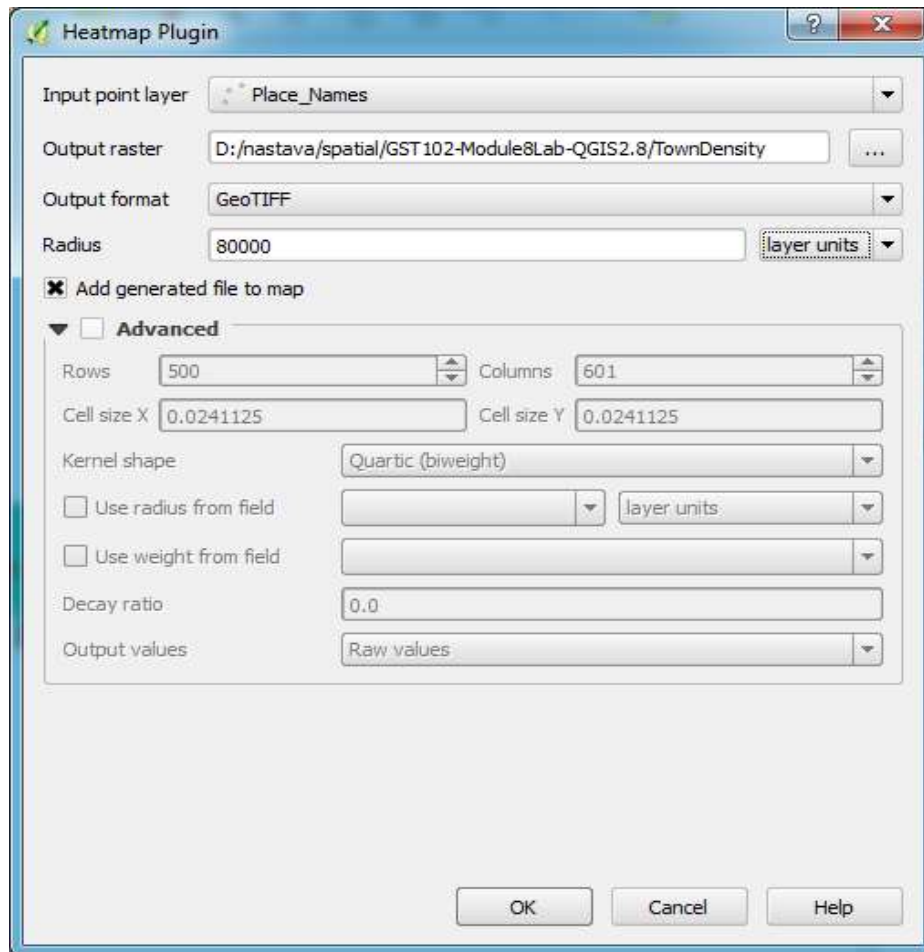 Heatmap Plugin
Input point layer Place_Names
Output raster D:/nastava/spatial/GST102-Module8Lab-QGIS2.8/TownDensity ...
Output format GeoTIFF
Radius 80000 layer units
Add generated file to map
Advanced
Rows 500 Columns 601
Cell size X 0.0241125 Cell size Y 0.0241125
Kernel shape Quartic (biweight)
Use radius from field layer units
Use weight from field
Decay ratio 0.0
Output values Raw values
OK Cancel Help